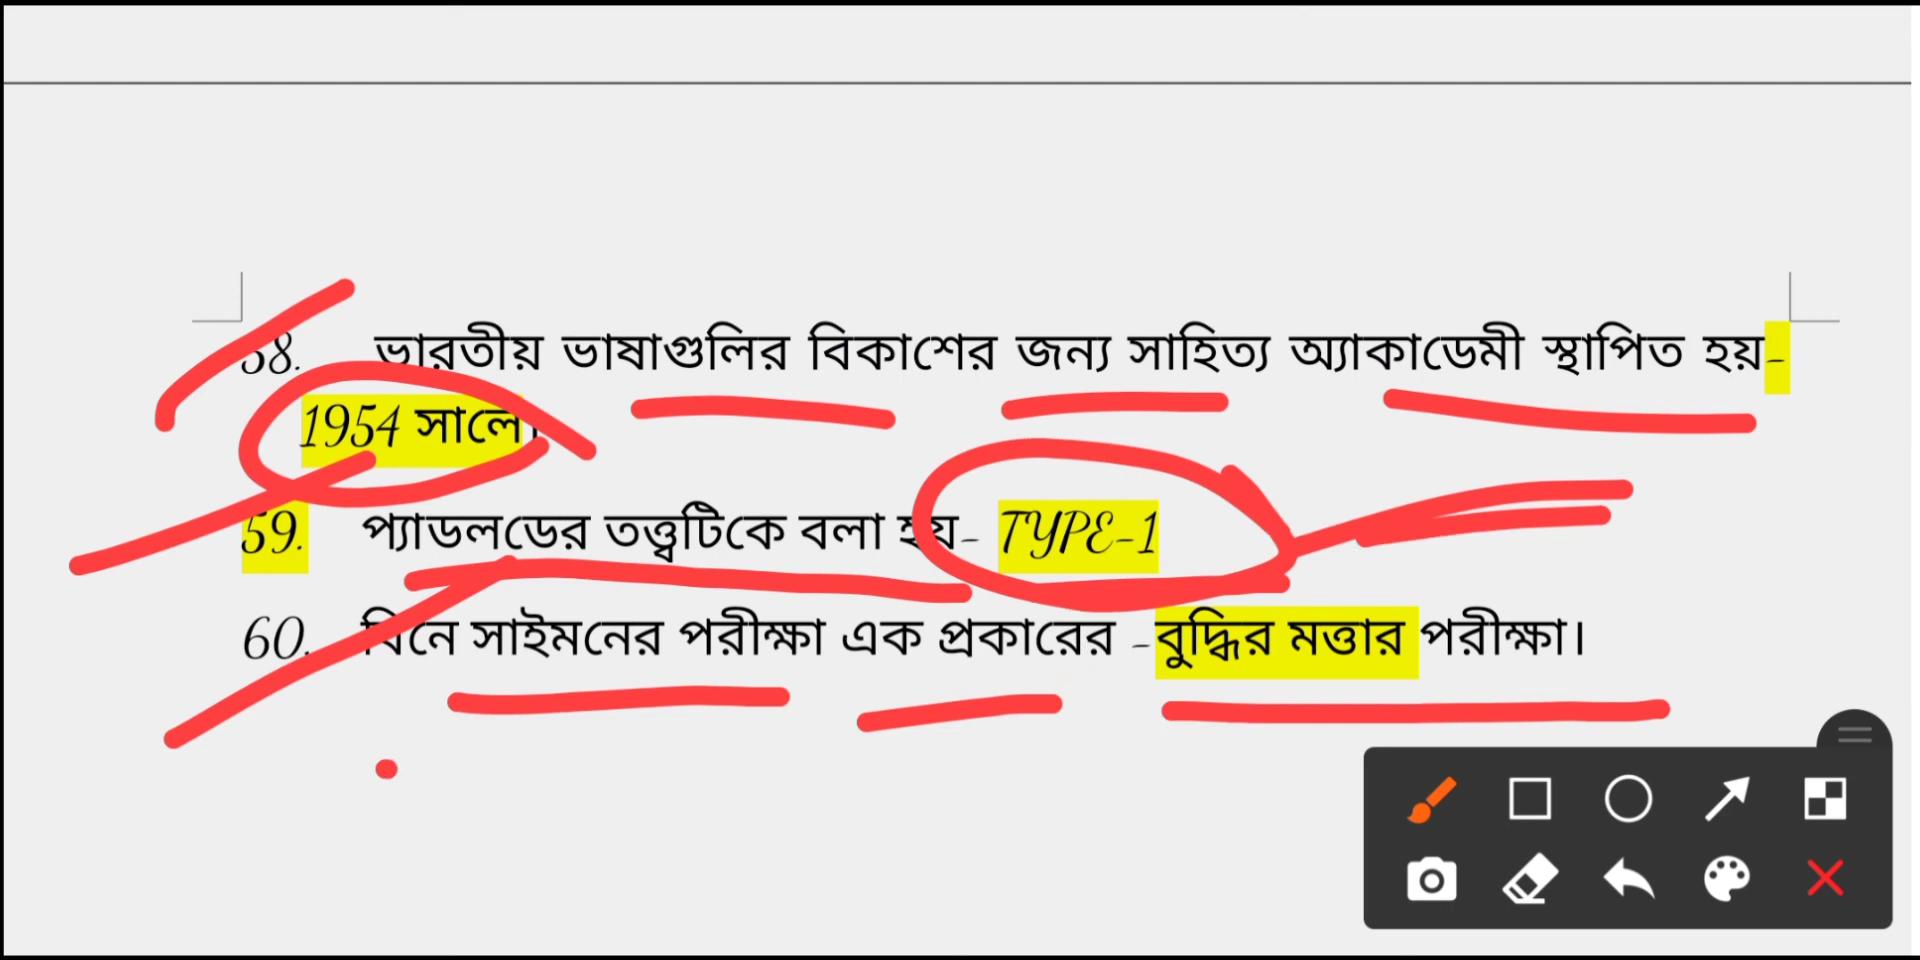 58. ভারতীয় ভাষাগুলির বিকাশের জন্য সাহিত্য অ্যাকাডেমী স্থাপিত হয়-
1954 সালে।
59. প্যাডলডের তত্ত্বটিকে বলা হয়- TYPE-1
60. বিনে সাইমনের পরীক্ষা এক প্রকারের -বুদ্ধির মত্তার পরীক্ষা।